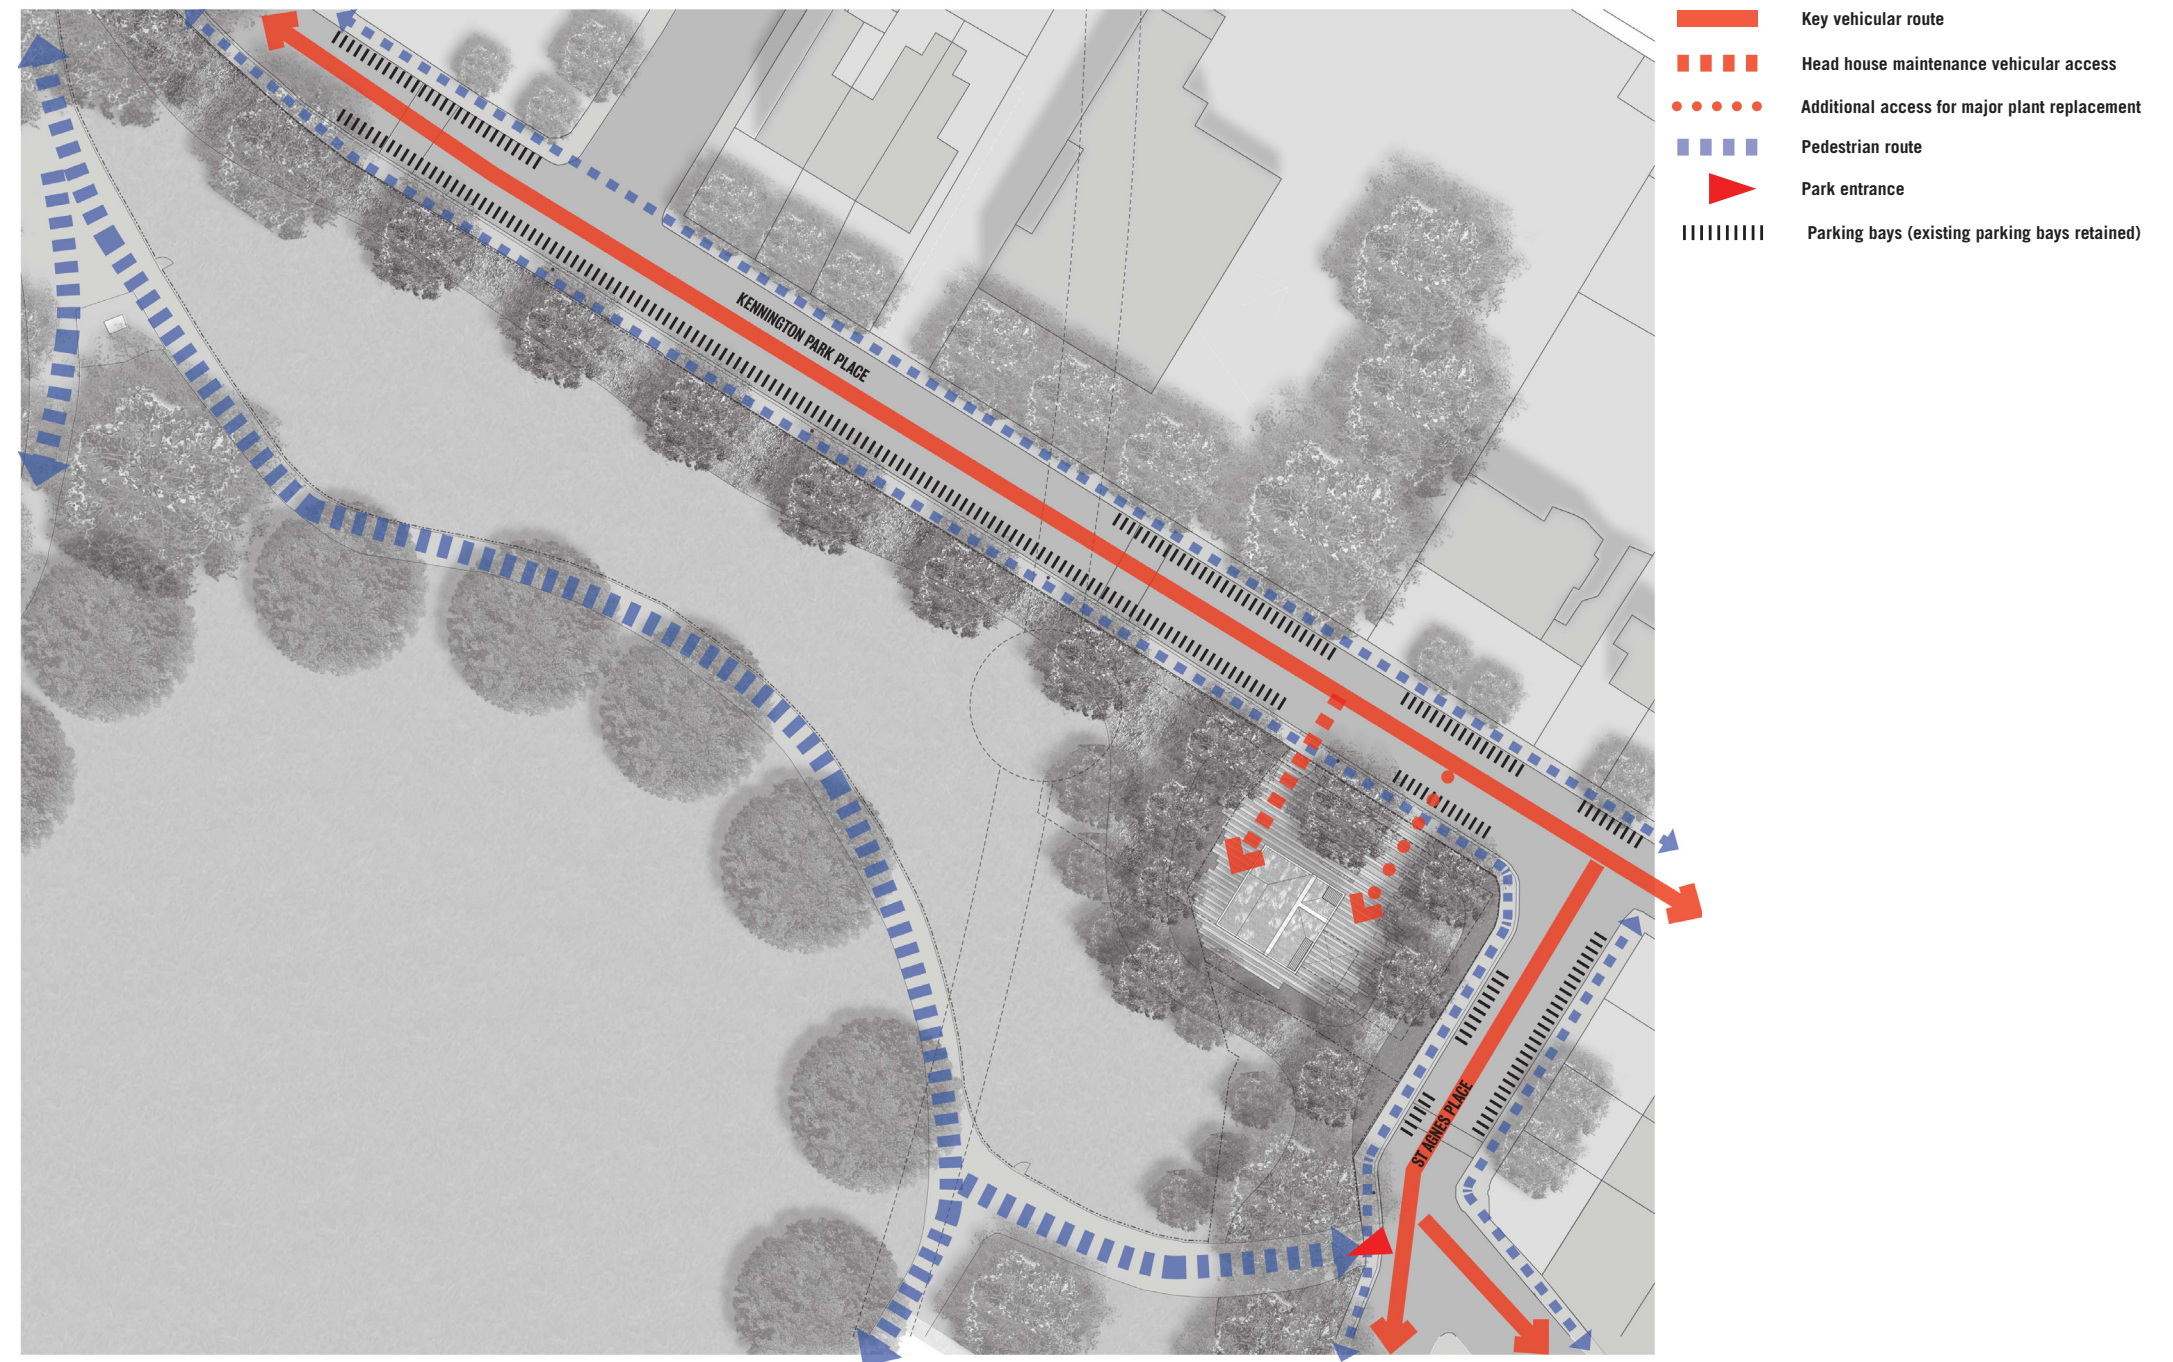 Key vehicular route
Head house maintenance vehicular access
Additional access for major plant replacement
Pedestrian route
Park entrance
Parking bays (existing parking bays retained)
KENNINGTON PARK PLACE
ST AGNES PLACE